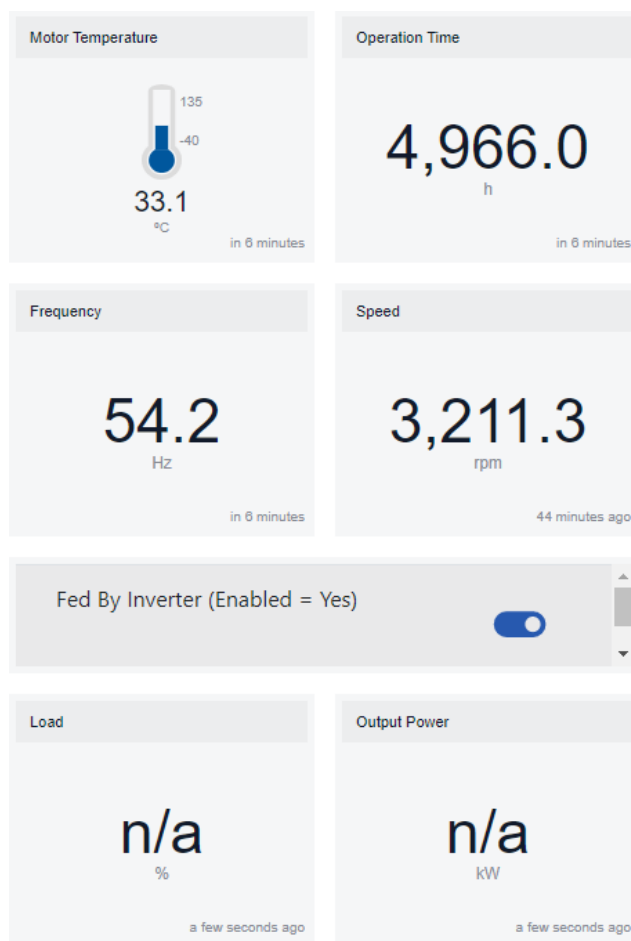 Motor Temperature
135
-40
33.1
°C
in 6 minutes
Operation Time
4,966.0
h
in 6 minutes
Frequency
54.2
Hz
in 6 minutes
Speed
3,211.3
rpm
44 minutes ago
Fed By Inverter (Enabled = Yes)
Load
n/a
%
a few seconds ago
Output Power
n/a
kW
a few seconds ago